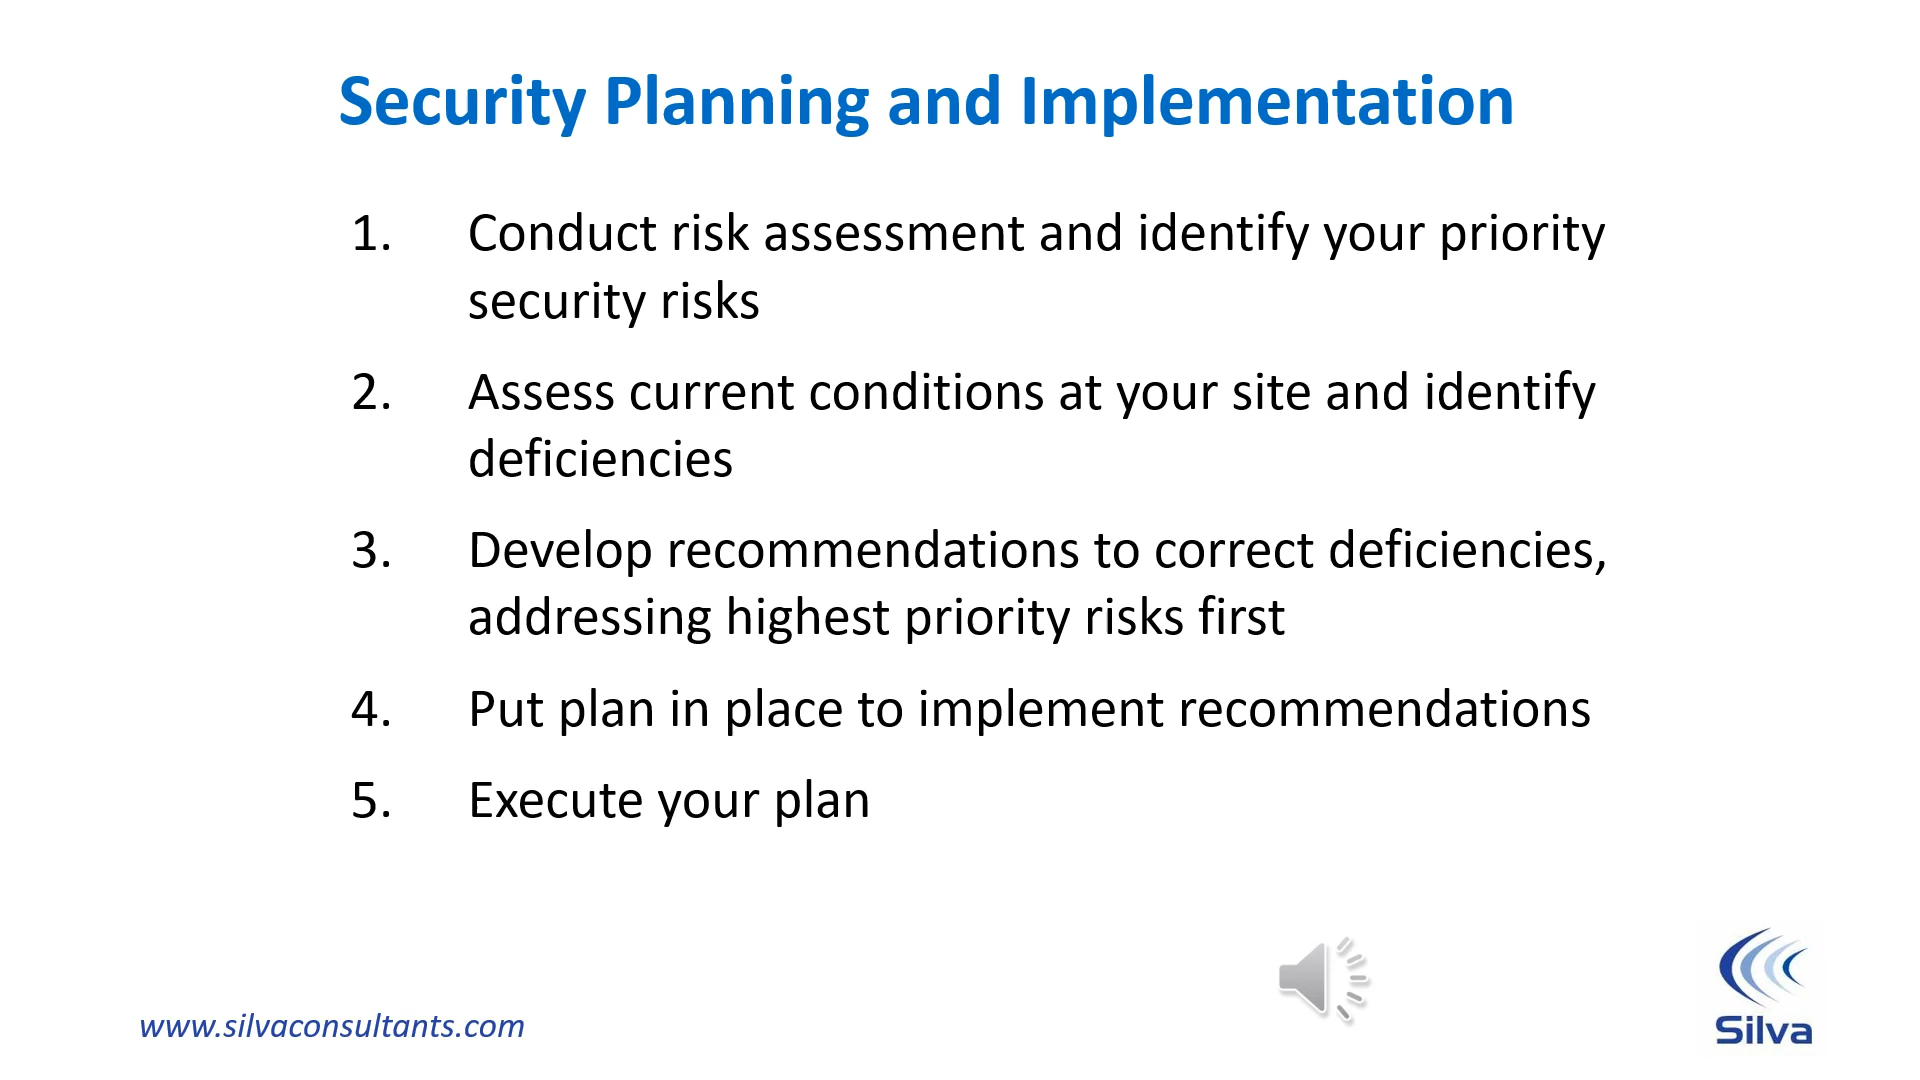 Security Planning and Implementation
1. Conduct risk assessment and identify your priority
security risks
2. Assess current conditions at your site and identify
deficiencies
3. Develop recommendations to correct deficiencies,
addressing highest priority risks first
4. Put plan in place to implement recommendations
5. Execute your plan
www.silvaconsultants.com
Silva